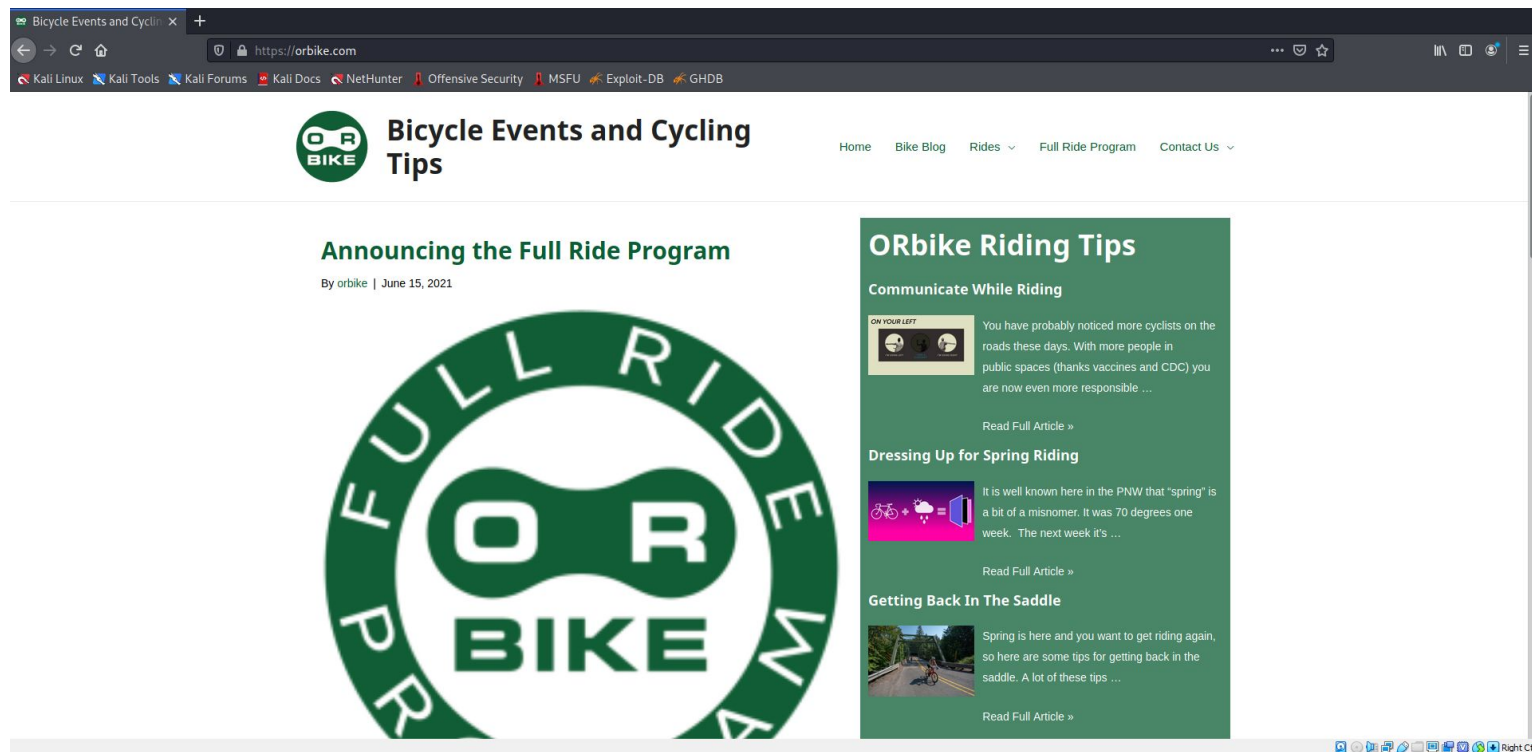 Bicycle Events and Cyclin
https://orbike.com
Kali Linux Kali Tools Kali Forums Kali Docs NetHunter Offensive Security MSFU Exploit-DB GHDB
OR
BIKE
Bicycle Events and Cycling
Tips
Home Bike Blog Rides Full Ride Program Contact Us
Announcing the Full Ride Program
By orbike | June 15, 2021
FULL RIDE
OR
BIKE
ORbike Riding Tips
Communicate While Riding
ON YOUR LEFT
You have probably noticed more cyclists on the
roads these days. With more people in
public spaces (thanks vaccines and CDC) you
are now even more responsible …
Read Full Article »
Dressing Up for Spring Riding
It is well known here in the PNW that “spring” is
a bit of a misnomer. It was 70 degrees one
week. The next week it's …
Read Full Article »
Getting Back In The Saddle
Spring is here and you want to get riding again,
so here are some tips for getting back in the
saddle. A lot of these tips …
Read Full Article »
Right Ct